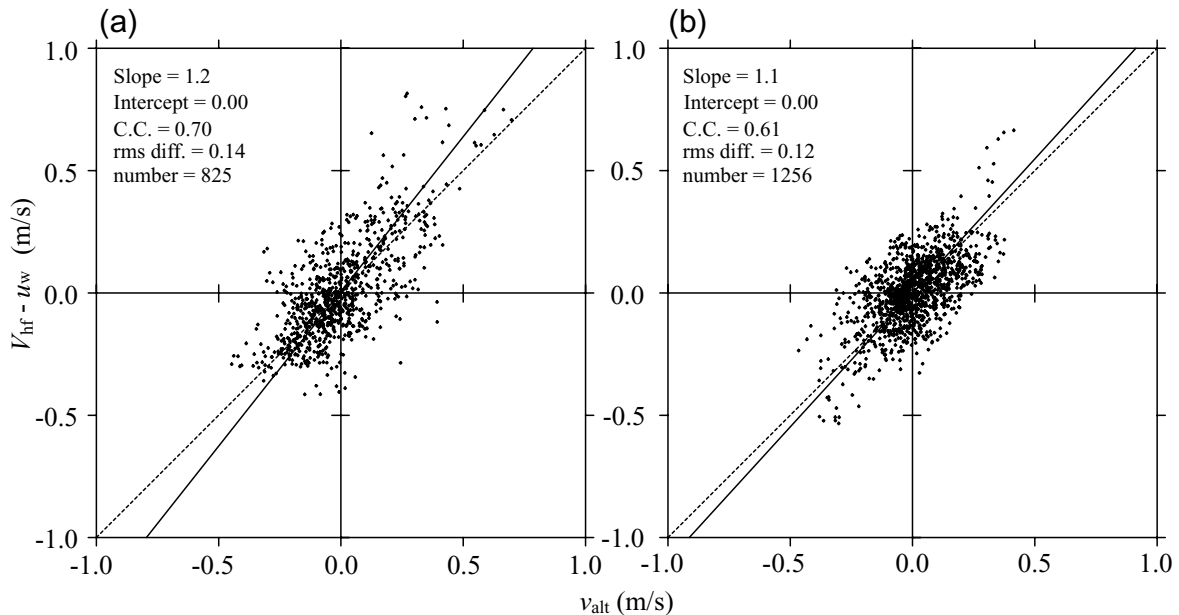 (a)
(b)
1.0
0.5
0.0
-0.5
-1.0
Slope = 1.2
Intercept = 0.00
C.C. = 0.70
rms diff. = 0.14
number = 825
1.0
0.5
0.0
-0.5
-1.0
Slope = 1.1
Intercept = 0.00
C.C. = 0.61
rms diff. = 0.12
number = 1256
Vhf - uw (m/s)
-1.0 -0.5 0.0 0.5 1.0
-1.0 -0.5 0.0 0.5 1.0
valt (m/s)